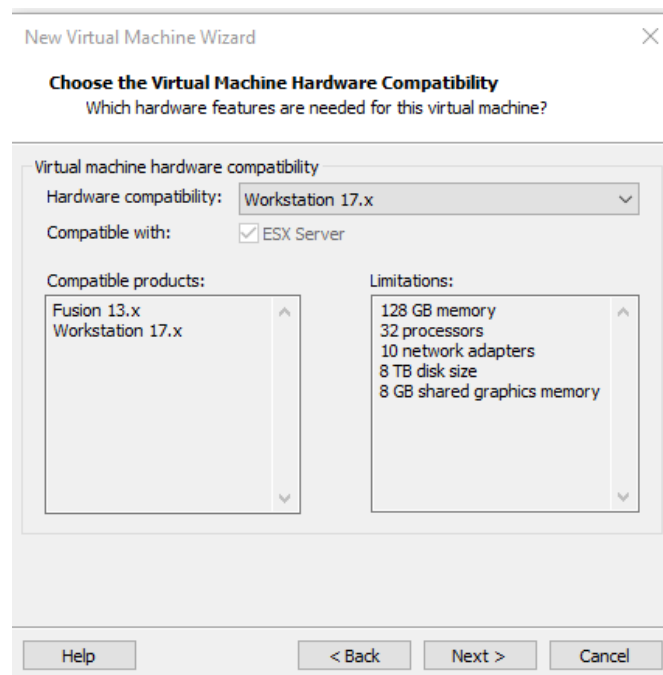 New Virtual Machine Wizard
Choose the Virtual Machine Hardware Compatibility
Which hardware features are needed for this virtual machine?
Virtual machine hardware compatibility
Hardware compatibility: Workstation 17.x
Compatible with: ESX Server
Compatible products:
Fusion 13.x
Workstation 17.x
Limitations:
128 GB memory
32 processors
10 network adapters
8 TB disk size
8 GB shared graphics memory
Help < Back Next > Cancel